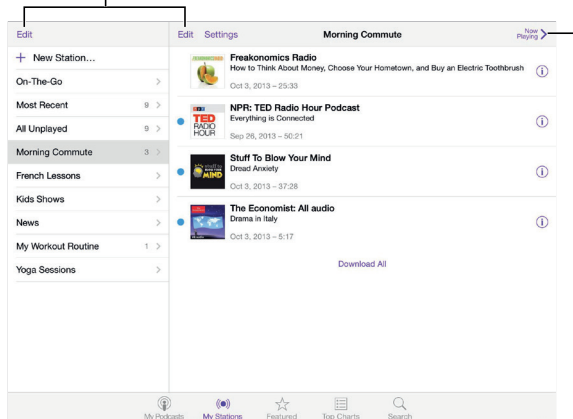 Edit
Edit Settings Morning Commute Now Playing
New Station...
On-The-Go
Most Recent 9
All Unplayed 9
Morning Commute 3
French Lessons
Kids Shows
News
My Workout Routine 1
Yoga Sessions
Freakonomics Radio
How to Think About Money, Choose Your Hometown, and Buy an Electric Toothbrush
Oct 3, 2013 – 25:33
TED
RADIO
HOUR
NPR: TED Radio Hour Podcast
Everything is Connected
Sep 26, 2013 – 50:21
MIND
Stuff To Blow Your Mind
Dread Anxiety
Oct 3, 2013 – 37:28
The Economist: All audio
Drama in Italy
Oct 3, 2013 – 5:17
Download All
My Podcasts My Stations Featured Top Charts Search